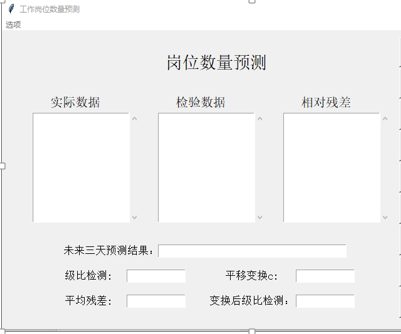 工作岗位数量预测
选项
岗位数量预测
实际数据 检验数据 相对残差
未来三天预测结果：
级比检测： 平移变换c:
平均残差： 变换后级比检测：